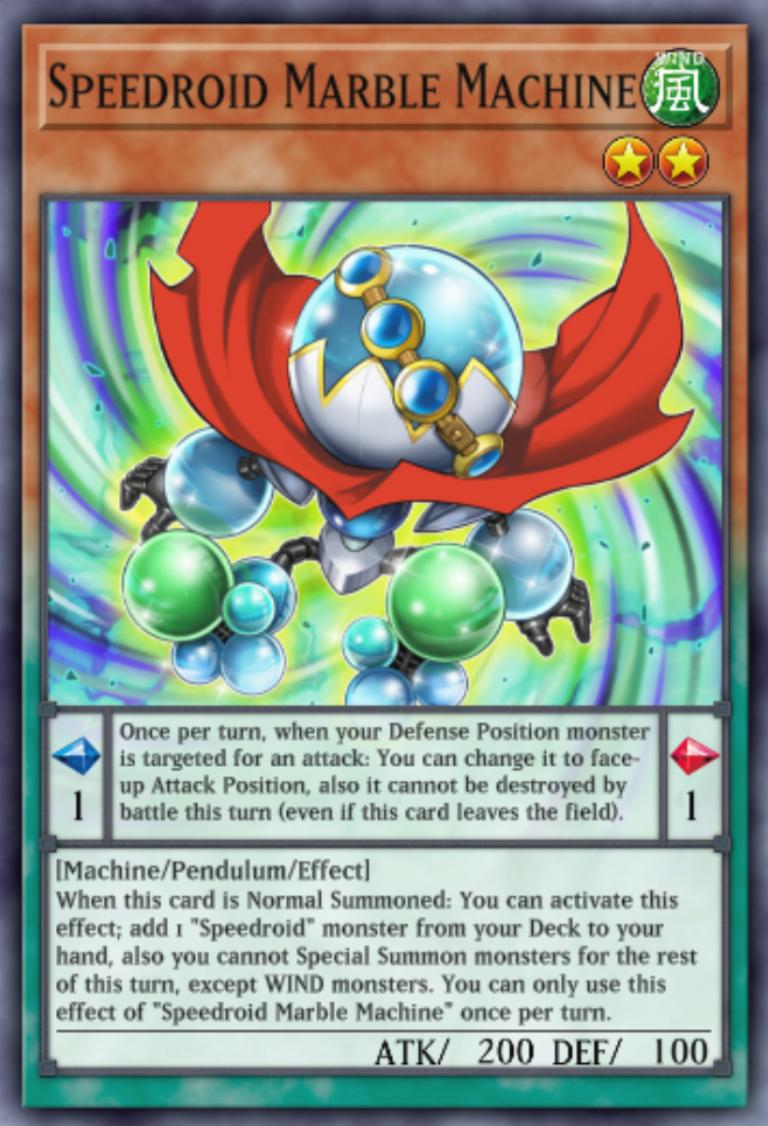 SPEEDROID MARBLE MACHINE
WIND
風
Once per turn, when your Defense Position monster
is targeted for an attack: You can change it to face-
up Attack Position, also it cannot be destroyed by
battle this turn (even if this card leaves the field).
1
1
[Machine/Pendulum/Effect]
When this card is Normal Summoned: You can activate this
effect; add 1 "Speedroid" monster from your Deck to your
hand, also you cannot Special Summon monsters for the rest
of this turn, except WIND monsters. You can only use this
effect of "Speedroid Marble Machine" once per turn.
ATK/ 200 DEF/ 100